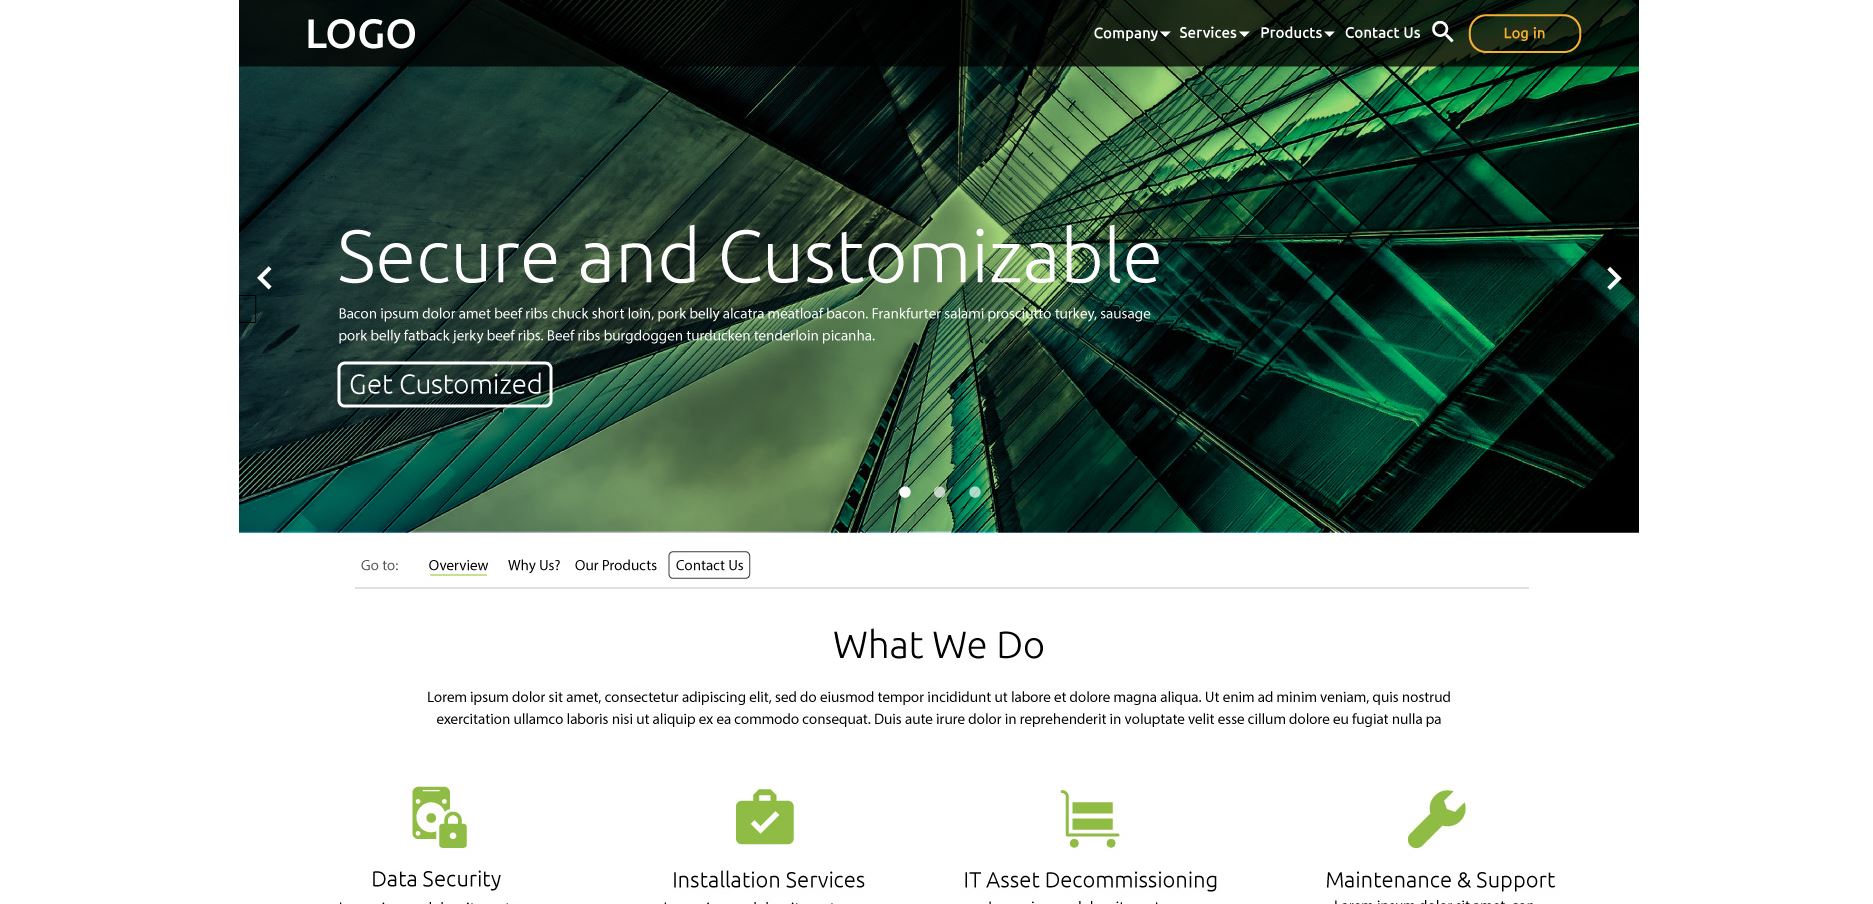 LOGO
Company Services Products Contact Us Log in
Secure and Customizable
Bacon ipsum dolor amet beef ribs chuck short loin, pork belly alcatra meatloaf bacon. Frankfurter salami prosciutto turkey, sausage
pork belly fatback jerky beef ribs. Beef ribs burgdoggen turducken tenderloin picanha.
Get Customized
Go to: Overview Why Us? Our Products Contact Us
What We Do
Lorem ipsum dolor sit amet, consectetur adipiscing elit, sed do eiusmod tempor incididunt ut labore et dolore magna aliqua. Ut enim ad minim veniam, quis nostrud
exercitation ullamco laboris nisi ut aliquip ex ea commodo consequat. Duis aute irure dolor in reprehenderit in voluptate velit esse cillum dolore eu fugiat nulla pa
Data Security
Installation Services
IT Asset Decommissioning
Maintenance & Support